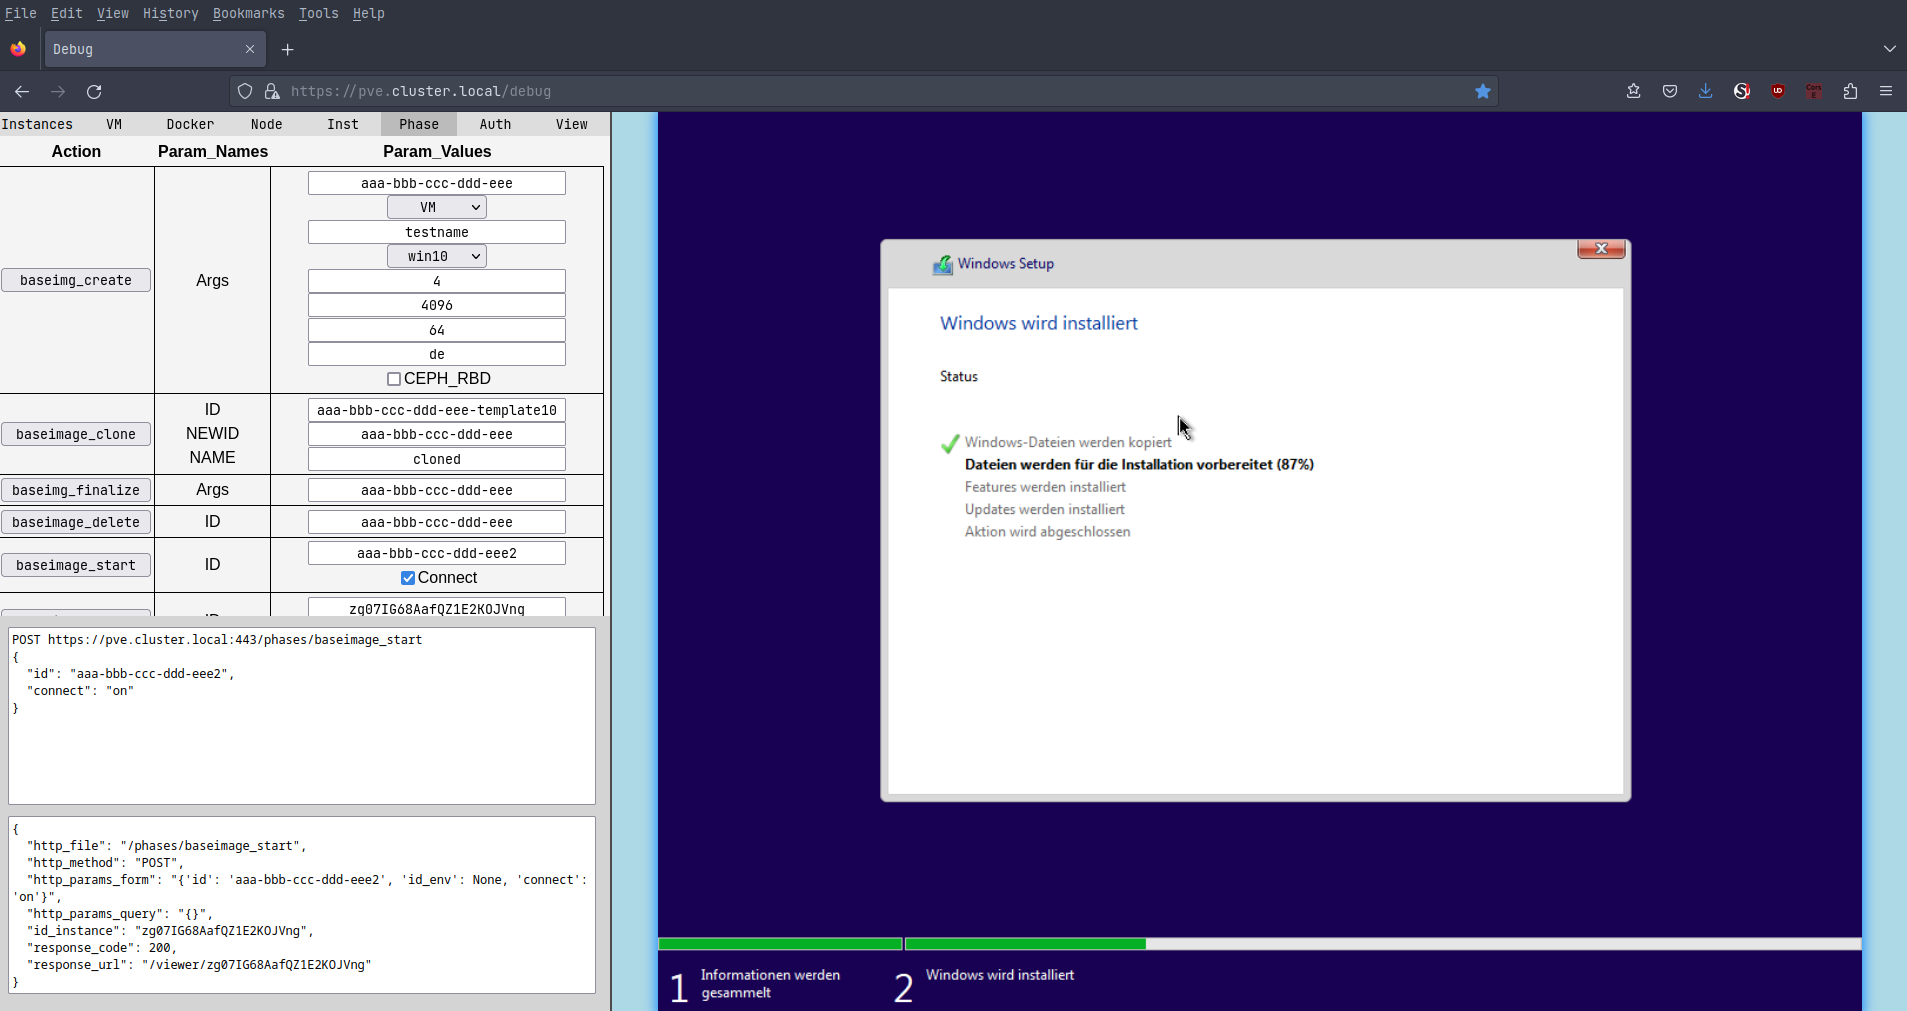 File Edit View History Bookmarks Tools Help
Debug
https://pve.cluster.local/debug
Instances VM Docker Node Inst Phase Auth View
Action Param_Names Param_Values
baseimg_create Args
aaa-bbb-ccc-ddd-eee
VM
testname
win10
4
4096
64
de
CEPH_RBD
baseimage_clone
ID aaa-bbb-ccc-ddd-eee-template10
NEWID aaa-bbb-ccc-ddd-eee
NAME cloned
baseimg_finalize Args aaa-bbb-ccc-ddd-eee
baseimage_delete ID aaa-bbb-ccc-ddd-eee
baseimage_start ID aaa-bbb-ccc-ddd-eee2
Connect
zg07IG68AafQZ1E2KOJVng
POST https://pve.cluster.local:443/phases/baseimage_start
{
"id": "aaa-bbb-ccc-ddd-eee2",
"connect": "on"
}
{
"http_file": "/phases/baseimage_start",
"http_method": "POST",
"http_params_form": "{'id': 'aaa-bbb-ccc-ddd-eee2', 'id_env': None, 'connect':
'on'}",
"http_params_query": "{}",
"id_instance": "zg07IG68AafQZ1E2KOJVng",
"response_code": 200,
"response_url": "/viewer/zg07IG68AafQZ1E2KOJVng"
}
Windows Setup
Windows wird installiert
Status
Windows-Dateien werden kopiert
Dateien werden für die Installation vorbereitet (87%)
Features werden installiert
Updates werden installiert
Aktion wird abgeschlossen
1 Informationen werden
gesammelt
2 Windows wird installiert